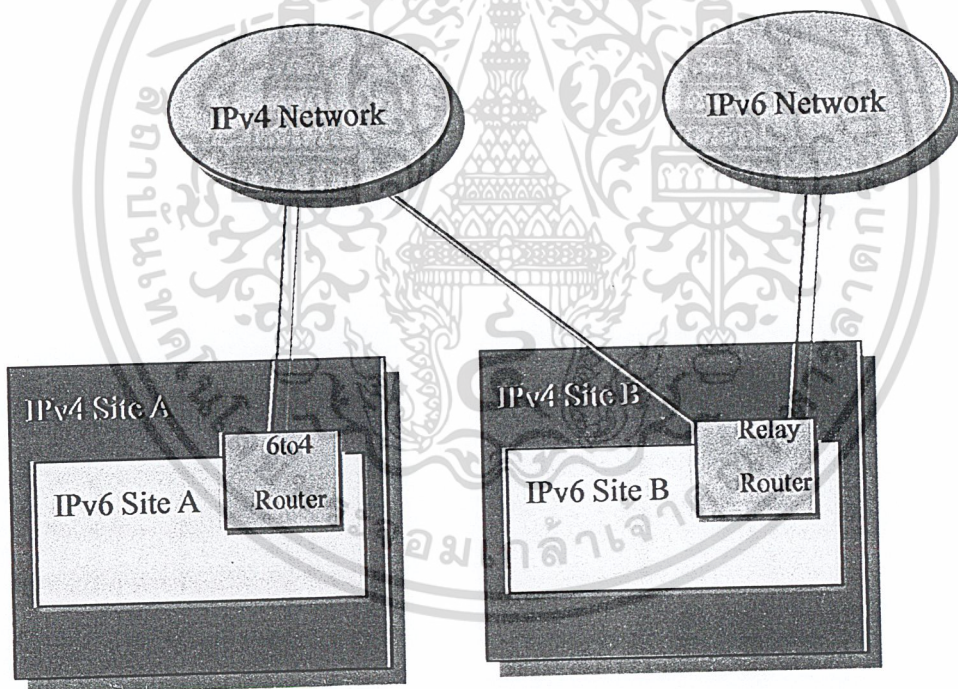 IPv4 Network
IPv6 Network
IPv4 Site A
6to4
Router
IPv6 Site A
IPv4 Site B
Relay
Router
IPv6 Site B